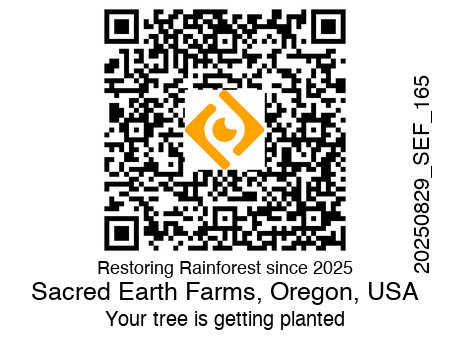 Restoring Rainforest since 2025
Sacred Earth Farms, Oregon, USA
Your tree is getting planted
20250829_SEF_165